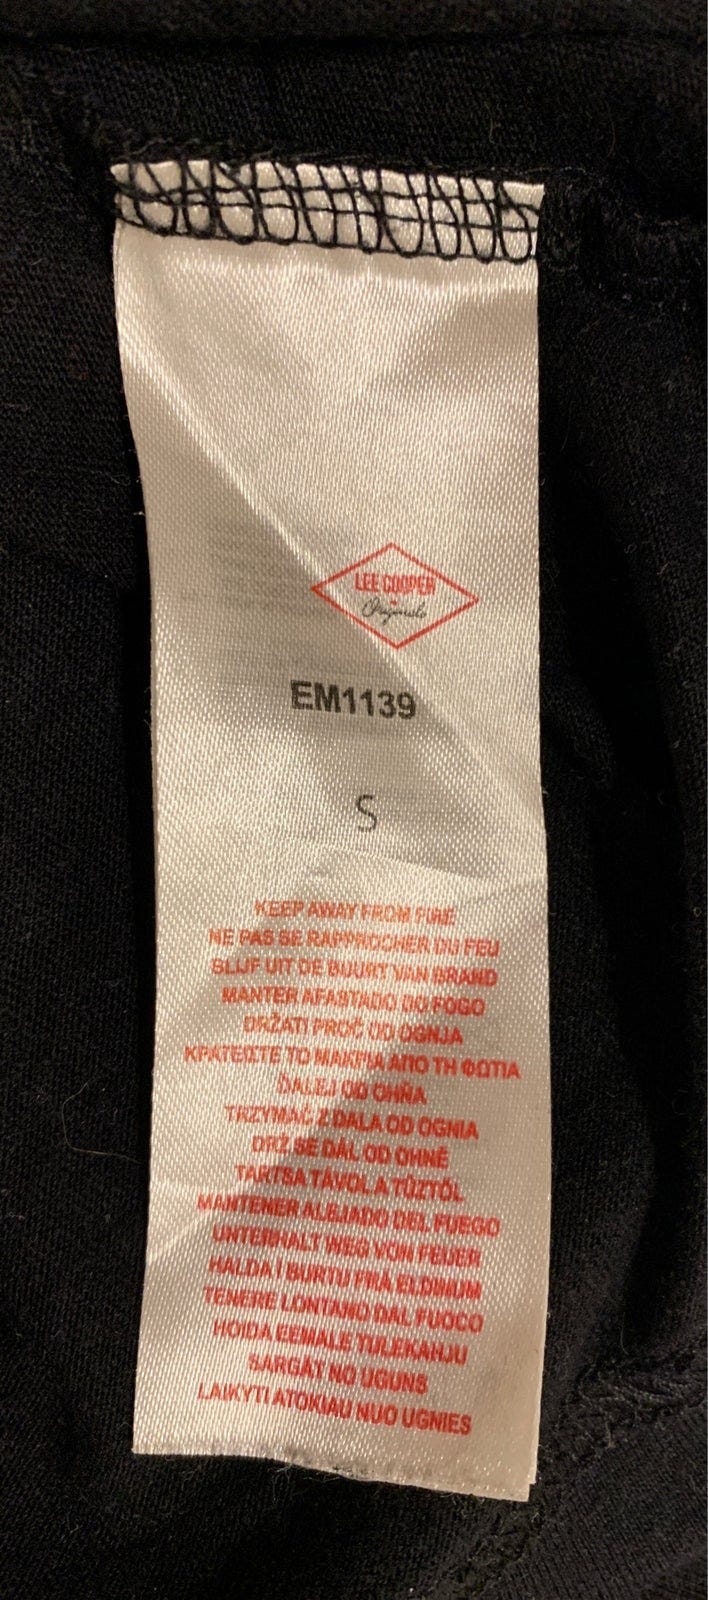 LEE COOPER
Originals
EM1139
S
KEEP AWAY FROM FIRE
NE PAS SE RAPPROCHER DU FEU
BLIJF UIT DE BUURT VAN BRAND
MANTER AFASTADO DO FOGO
DRŽATI PROČ OD OGNJA
ΚΡΑΤΕΙΣΤΕ ΤΟ ΜΑΚΡΙΑ ΑΠΟ ΤΗ ΦΩΤΙΑ
ĎALEJ OD OHŇA
TRZYMAĆ Z DALA OD OGNIA
DRŽ SE DÁL OD OHNĚ
TARTSA TÁVOL A TŰZTŐL
MANTENER ALEJADO DEL FUEGO
UNTERHALT WEG VON FEUER
HALDA Í BURTU FRÁ ELDINUM
TENERE LONTANO DAL FUOCO
HOIDA EEMALE TULEKAHJU
SARGĀT NO UGUNS
LAIKYTI ATOKIAU NUO UGNIES